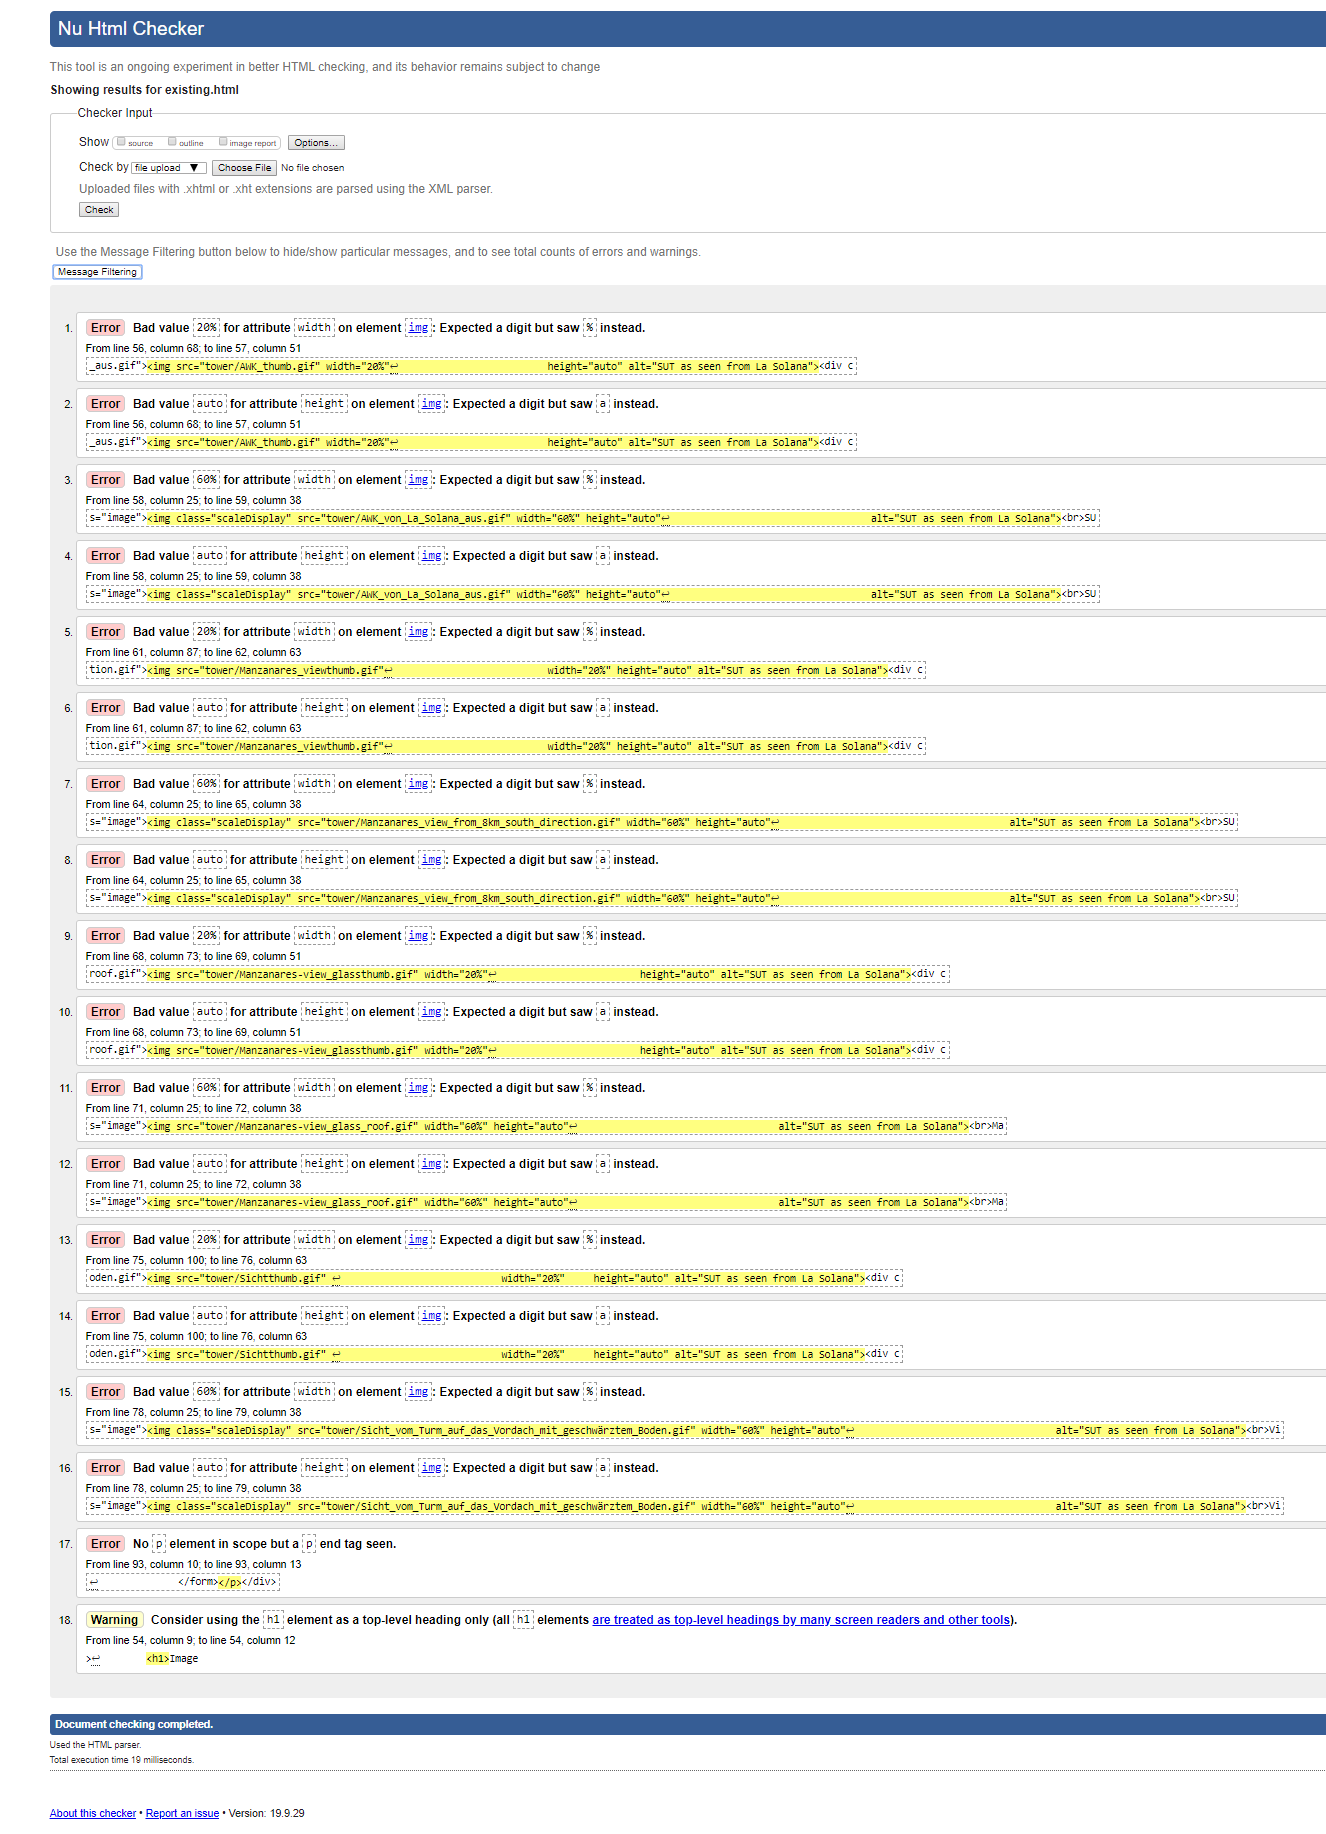 Nu Html Checker
This tool is an ongoing experiment in better HTML checking, and its behavior remains subject to change
Showing results for existing.html
Checker Input
Show source outline image report Options...
Check by file upload ▼ Choose File No file chosen
Uploaded files with .xhtml or .xht extensions are parsed using the XML parser.
Check
Use the Message Filtering button below to hide/show particular messages, and to see total counts of errors and warnings.
Message Filtering
1. Error Bad value 20% for attribute width on element img: Expected a digit but saw % instead.
From line 56, column 68; to line 57, column 51
_aus.gif"><img src="tower/AWK_thumb.gif" width="20%"↩ height="auto" alt="SUT as seen from La Solana"><div c
2. Error Bad value auto for attribute height on element img: Expected a digit but saw a instead.
From line 56, column 68; to line 57, column 51
_aus.gif"><img src="tower/AWK_thumb.gif" width="20%"↩ height="auto" alt="SUT as seen from La Solana"><div c
3. Error Bad value 60% for attribute width on element img: Expected a digit but saw % instead.
From line 58, column 25; to line 59, column 38
s="image"><img class="scaleDisplay" src="tower/AWK_von_La_Solana_aus.gif" width="60%" height="auto"↩ alt="SUT as seen from La Solana"><br>SU
4. Error Bad value auto for attribute height on element img: Expected a digit but saw a instead.
From line 58, column 25; to line 59, column 38
s="image"><img class="scaleDisplay" src="tower/AWK_von_La_Solana_aus.gif" width="60%" height="auto"↩ alt="SUT as seen from La Solana"><br>SU
5. Error Bad value 20% for attribute width on element img: Expected a digit but saw % instead.
From line 61, column 87; to line 62, column 63
tion.gif"><img src="tower/Manzanares_viewthumb.gif"↩ width="20%" height="auto" alt="SUT as seen from La Solana"><div c
6. Error Bad value auto for attribute height on element img: Expected a digit but saw a instead.
From line 61, column 87; to line 62, column 63
tion.gif"><img src="tower/Manzanares_viewthumb.gif"↩ width="20%" height="auto" alt="SUT as seen from La Solana"><div c
7. Error Bad value 60% for attribute width on element img: Expected a digit but saw % instead.
From line 64, column 25; to line 65, column 38
s="image"><img class="scaleDisplay" src="tower/Manzanares_view_from_8km_south_direction.gif" width="60%" height="auto"↩ alt="SUT as seen from La Solana"><br>SU
8. Error Bad value auto for attribute height on element img: Expected a digit but saw a instead.
From line 64, column 25; to line 65, column 38
s="image"><img class="scaleDisplay" src="tower/Manzanares_view_from_8km_south_direction.gif" width="60%" height="auto"↩ alt="SUT as seen from La Solana"><br>SU
9. Error Bad value 20% for attribute width on element img: Expected a digit but saw % instead.
From line 68, column 73; to line 69, column 51
roof.gif"><img src="tower/Manzanares-view_glassthumb.gif" width="20%"↩ height="auto" alt="SUT as seen from La Solana"><div c
10. Error Bad value auto for attribute height on element img: Expected a digit but saw a instead.
From line 68, column 73; to line 69, column 51
roof.gif"><img src="tower/Manzanares-view_glassthumb.gif" width="20%"↩ height="auto" alt="SUT as seen from La Solana"><div c
11. Error Bad value 60% for attribute width on element img: Expected a digit but saw % instead.
From line 71, column 25; to line 72, column 38
s="image"><img src="tower/Manzanares-view_glass_roof.gif" width="60%" height="auto"↩ alt="SUT as seen from La Solana"><br>Ma
12. Error Bad value auto for attribute height on element img: Expected a digit but saw a instead.
From line 71, column 25; to line 72, column 38
s="image"><img src="tower/Manzanares-view_glass_roof.gif" width="60%" height="auto"↩ alt="SUT as seen from La Solana"><br>Ma
13. Error Bad value 20% for attribute width on element img: Expected a digit but saw % instead.
From line 75, column 100; to line 76, column 63
oden.gif"><img src="tower/Sichtthumb.gif" ↩ width="20%" height="auto" alt="SUT as seen from La Solana"><div c
14. Error Bad value auto for attribute height on element img: Expected a digit but saw a instead.
From line 75, column 100; to line 76, column 63
oden.gif"><img src="tower/Sichtthumb.gif" ↩ width="20%" height="auto" alt="SUT as seen from La Solana"><div c
15. Error Bad value 60% for attribute width on element img: Expected a digit but saw % instead.
From line 78, column 25; to line 79, column 38
s="image"><img class="scaleDisplay" src="tower/Sicht_vom_Turm_auf_das_Vordach_mit_geschwärztem_Boden.gif" width="60%" height="auto"↩ alt="SUT as seen from La Solana"><br>Vi
16. Error Bad value auto for attribute height on element img: Expected a digit but saw a instead.
From line 78, column 25; to line 79, column 38
s="image"><img class="scaleDisplay" src="tower/Sicht_vom_Turm_auf_das_Vordach_mit_geschwärztem_Boden.gif" width="60%" height="auto"↩ alt="SUT as seen from La Solana"><br>Vi
17. Error No p element in scope but a p end tag seen.
From line 93, column 10; to line 93, column 13
↩ </form></p></div>
18. Warning Consider using the h1 element as a top-level heading only (all h1 elements are treated as top-level headings by many screen readers and other tools).
From line 54, column 9; to line 54, column 12
>↩ <h1>Image
Document checking completed.
Used the HTML parser.
Total execution time 19 milliseconds.
About this checker • Report an issue • Version: 19.9.29